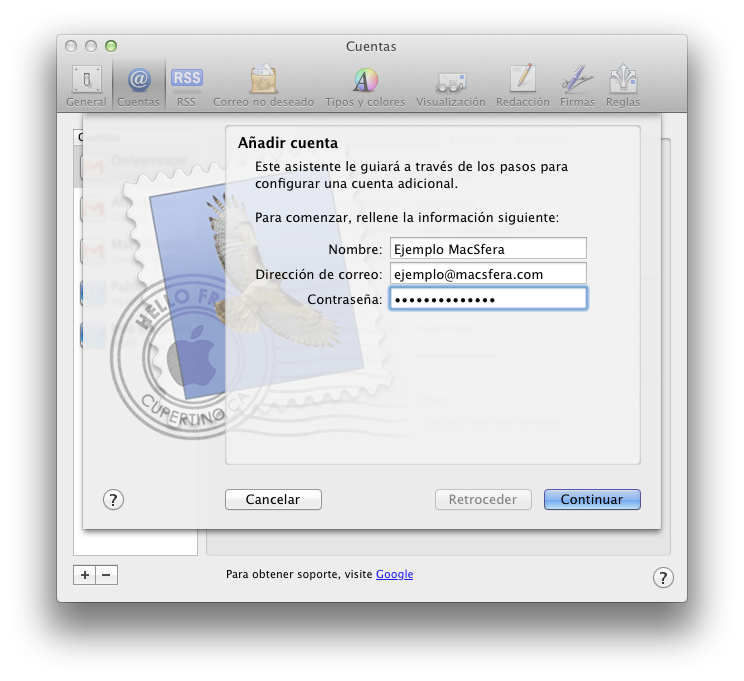 Cuentas
General
Cuentas
RSS
RSS
Correo no deseado
Tipos y colores
Visualización
Redacción
Firmas
Reglas
Añadir cuenta
Este asistente le guiará a través de los pasos para
configurar una cuenta adicional.
Para comenzar, rellene la información siguiente:
Nombre: Ejemplo MacSfera
Dirección de correo: ejemplo@macsfera.com
Contraseña: ••••••••••••••
HELLO FR
CUPERTINO CA
? Cancelar Retroceder Continuar
+ −
Para obtener soporte, visite Google
?